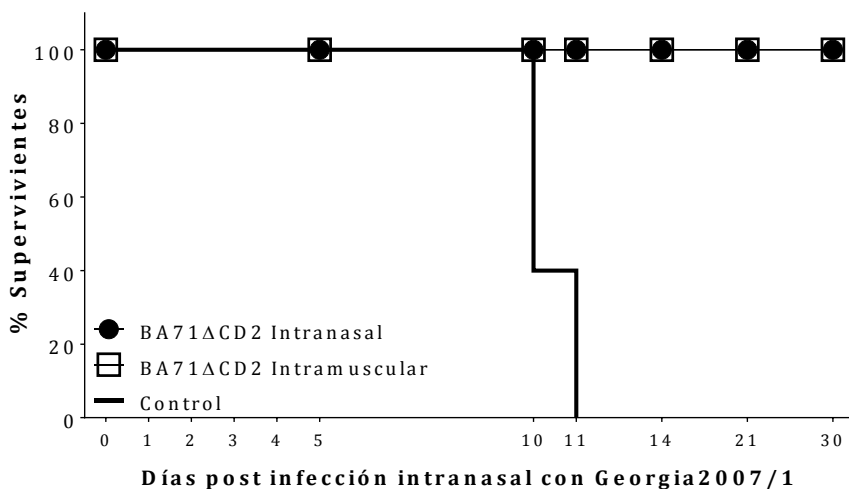 % Supervivientes
100
80
60
40
20
0
BA71ΔCD2 Intranasal
BA71ΔCD2 Intramuscular
Control
0 1 2 3 4 5 10 11 14 21 30
Días post infección intranasal con Georgia2007/1